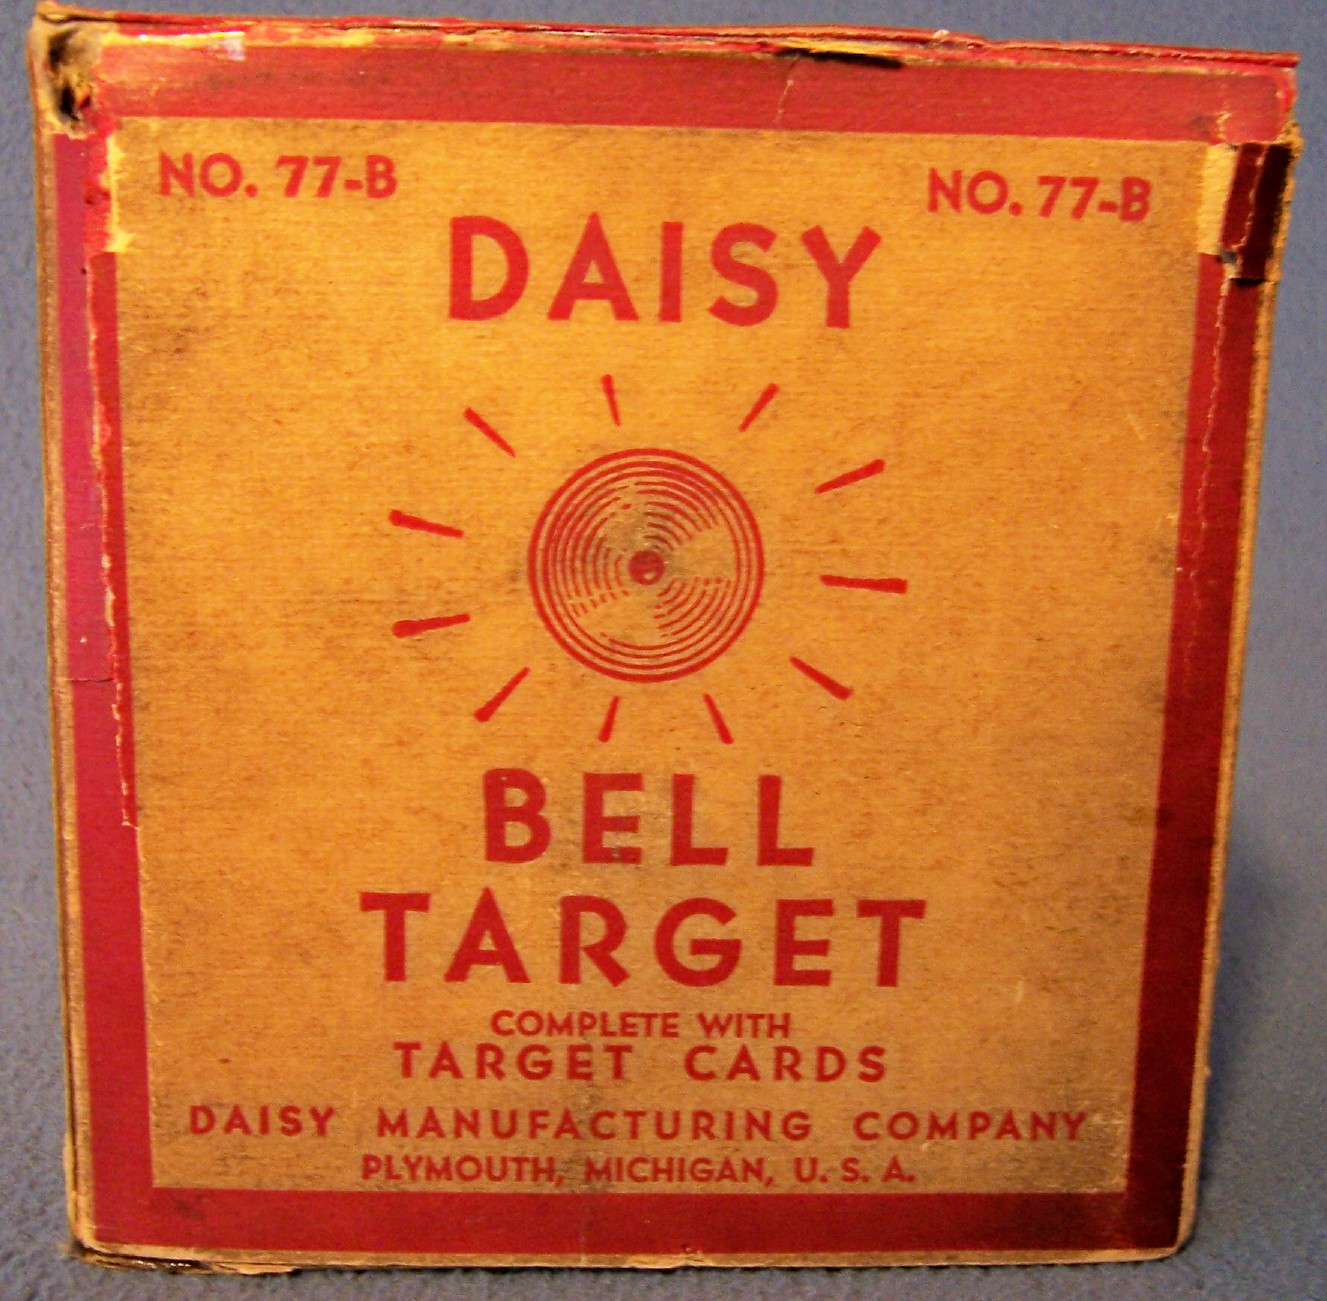 NO. 77-B NO. 77-B
DAISY
BELL
TARGET
COMPLETE WITH
TARGET CARDS
DAISY MANUFACTURING COMPANY
PLYMOUTH, MICHIGAN, U. S. A.